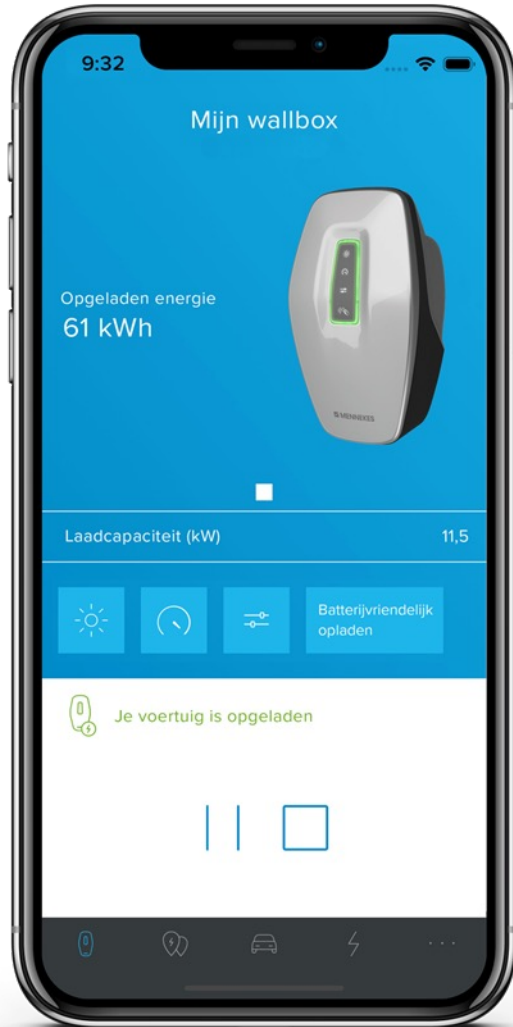 9:32
Mijn wallbox
Opgeladen energie
61 kWh
MENNEKES
Laadcapaciteit (kW) 11,5
Batterijvriendelijk
opladen
Je voertuig is opgeladen